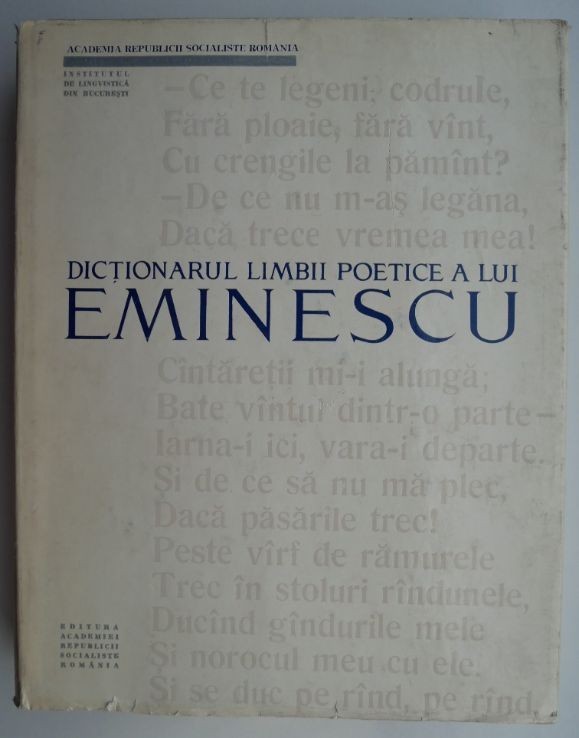 ACADEMIA REPUBLICII SOCIALISTE ROMÂNIA
INSTITUTUL
DE LINGVISTICĂ
DIN BUCUREȘTI
—Ce te legeni, codrule,
Fără ploaie, fără vînt,
Cu crengile la pămînt?
—De ce nu m-aș legăna,
Dacă trece vremea mea!
DICȚIONARUL LIMBII POETICE A LUI
EMINESCU
Cîntăreții mi-i alungă;
Bate vîntul dintr-o parte—
Iarna-i ici, vara-i departe.
Și de ce să nu mă plec,
Dacă păsările trec!
Peste vîrf de rămurele
Trec în stoluri rîndunele,
Ducînd gîndurile mele
Și norocul meu cu ele.
Și se duc pe rînd, pe rînd,
EDITURA
ACADEMIEI
REPUBLICII
SOCIALISTE
ROMÂNIA